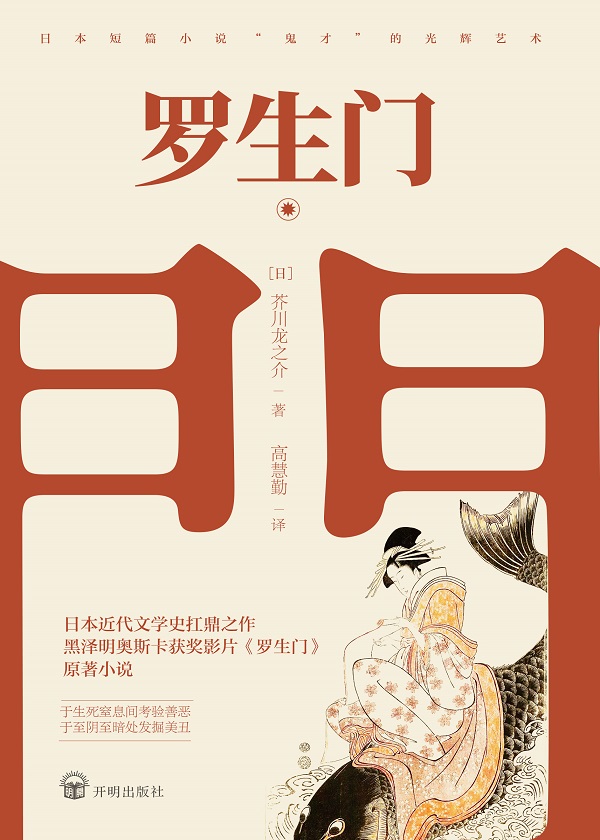 日本短篇小说“鬼才”的光辉艺术
罗生门
[日]芥川龙之介 — 著
高慧勤 — 译
日本近代文学史扛鼎之作
黑泽明奥斯卡获奖影片《罗生门》
原著小说
于生死窒息间考验善恶
于至阴至暗处发掘美丑
开明出版社